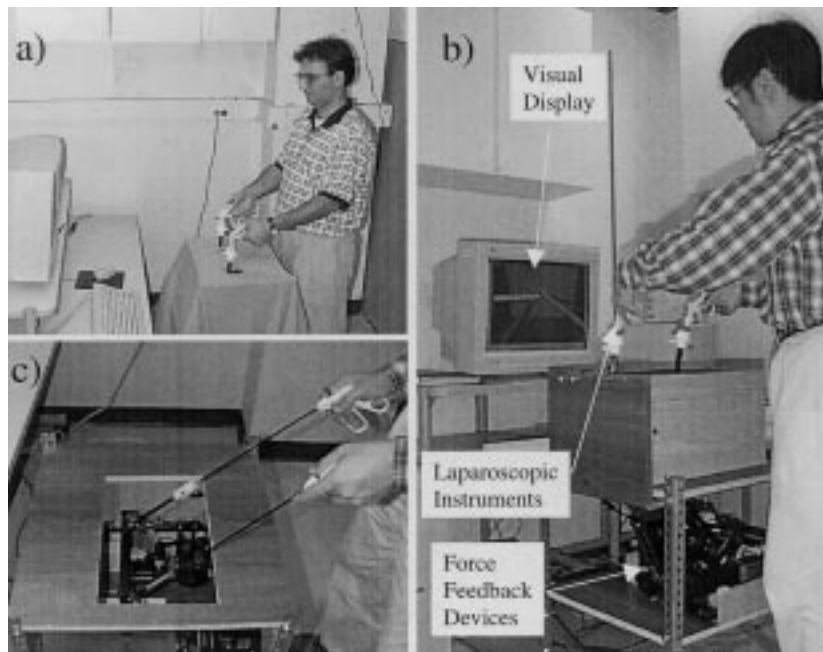 a)
b)
Visual
Display
c)
Laparoscopic
Instruments
Force
Feedback
Devices